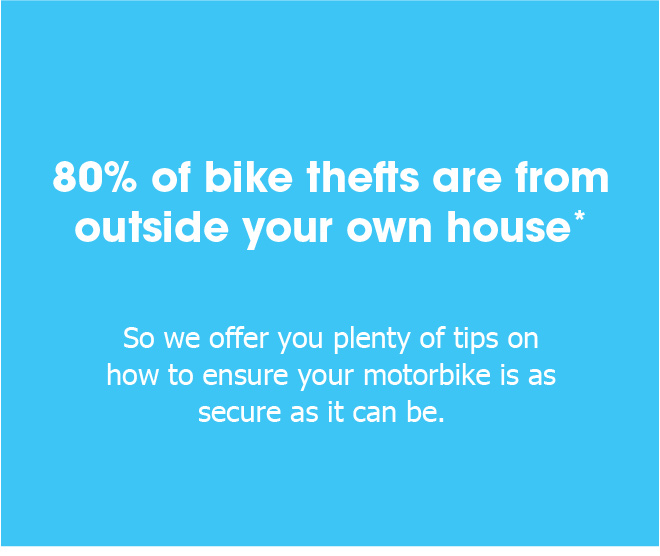 80% of bike thefts are from
outside your own house*
So we offer you plenty of tips on
how to ensure your motorbike is as
secure as it can be.